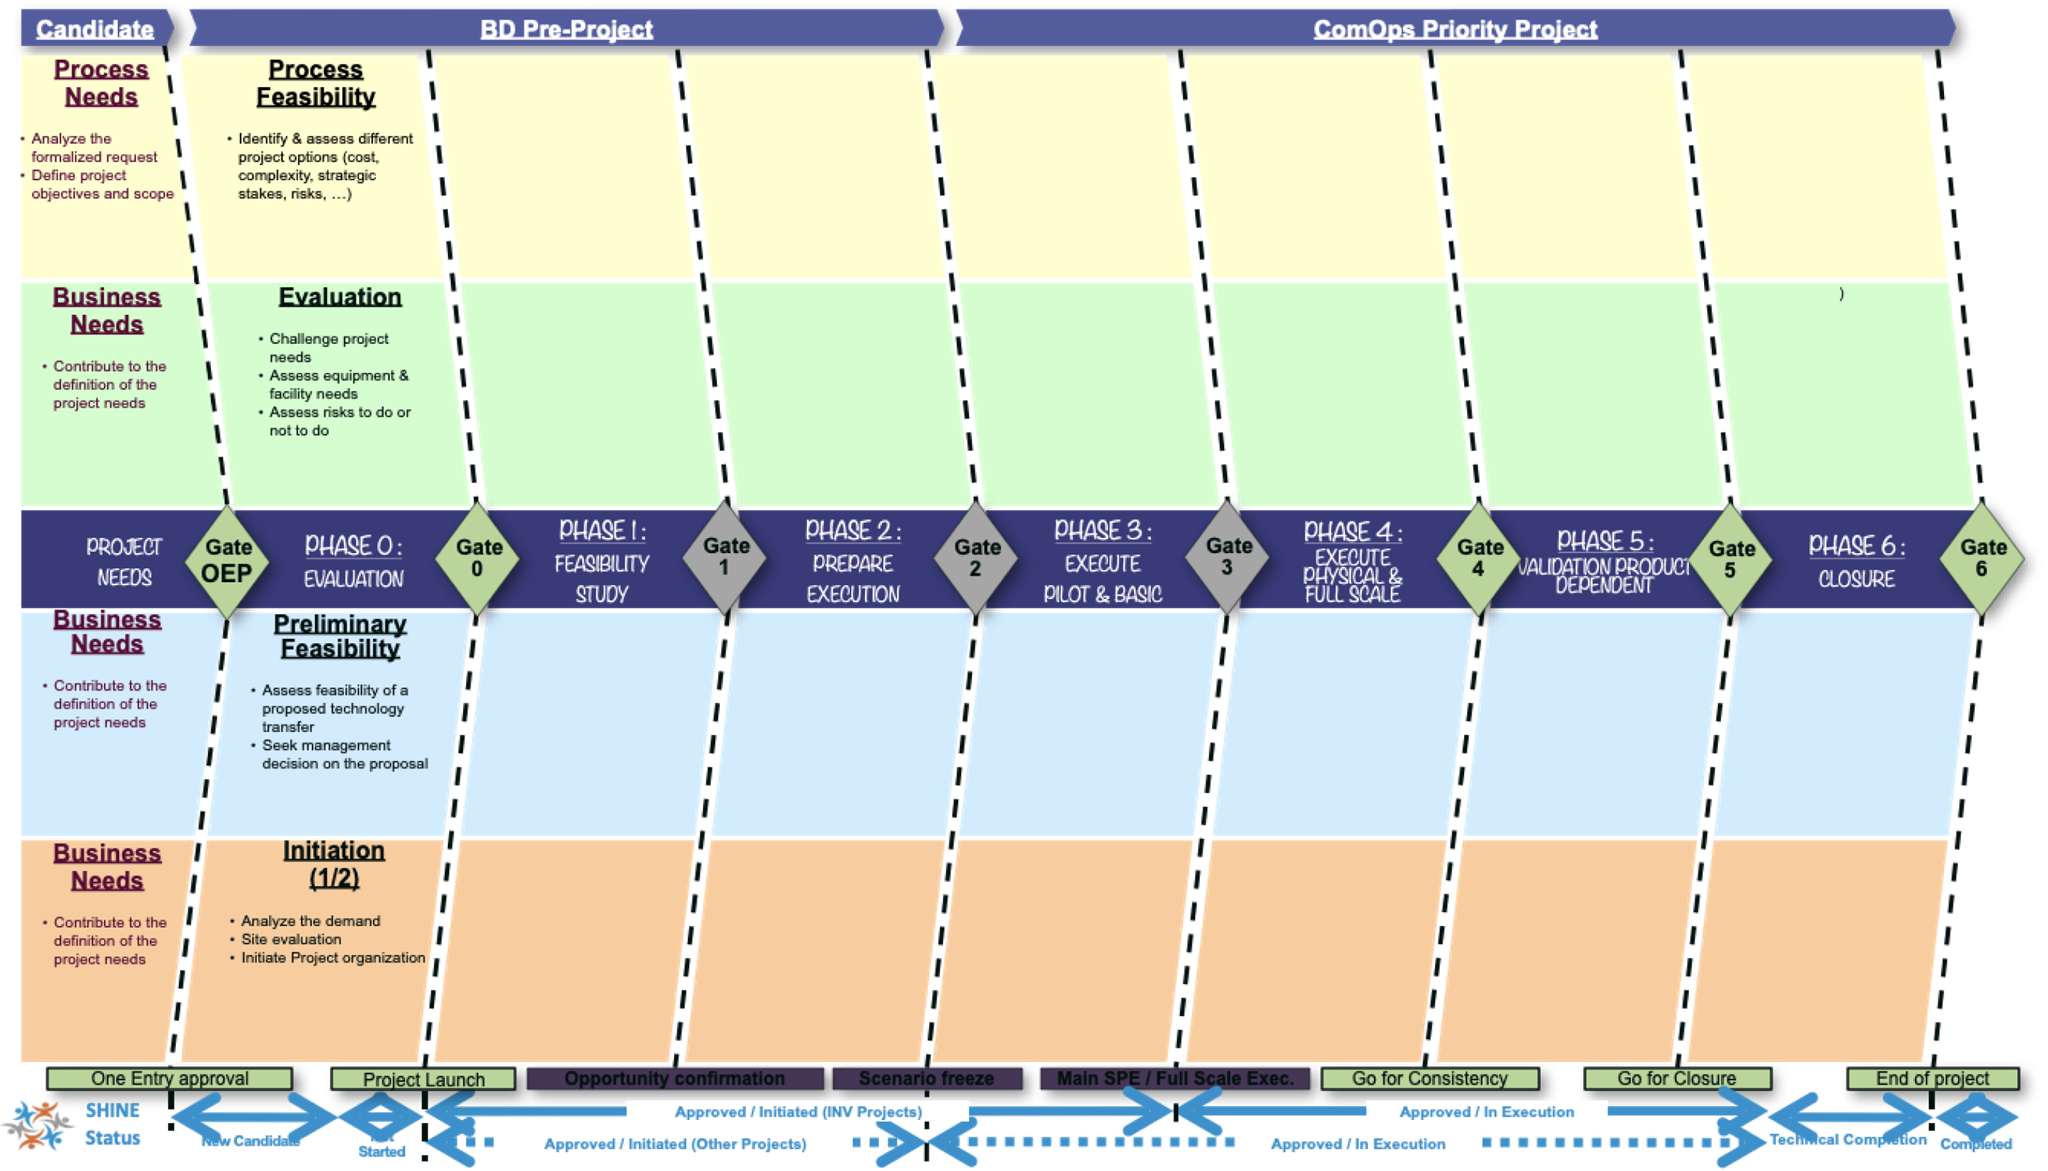 Candidate
BD Pre-Project
ComOps Priority Project
Process
Needs
• Analyze the
formalized request
• Define project
objectives and scope
Process
Feasibility
• Identify & assess different
project options (cost,
complexity, strategic
stakes, risks, ...)
Business
Needs
• Contribute to the
definition of the
project needs
Evaluation
• Challenge project
needs
• Assess equipment &
facility needs
• Assess risks to do or
not to do
)
PROJECT
NEEDS
Gate
OEP
PHASE 0 :
EVALUATION
Gate
0
PHASE 1 :
FEASIBILITY
STUDY
Gate
1
PHASE 2 :
PREPARE
EXECUTION
Gate
2
PHASE 3 :
EXECUTE
PILOT & BASIC
Gate
3
PHASE 4 :
EXECUTE
PHYSICAL &
FULL SCALE
Gate
4
PHASE 5 :
VALIDATION PRODUCT
DEPENDENT
Gate
5
PHASE 6 :
CLOSURE
Gate
6
Business
Needs
• Contribute to the
definition of the
project needs
Preliminary
Feasibility
• Assess feasibility of a
proposed technology
transfer
• Seek management
decision on the proposal
Business
Needs
• Contribute to the
definition of the
project needs
Initiation
(1/2)
• Analyze the demand
• Site evaluation
• Initiate Project organization
One Entry approval
Project Launch
Opportunity confirmation
Scenario freeze
Main SPE / Full Scale Exec.
Go for Consistency
Go for Closure
End of project
SHINE
Status
New Candidate
Started
Approved / Initiated (INV Projects)
Approved / In Execution
Approved / Initiated (Other Projects)
Approved / In Execution
Technical Completion
Completed